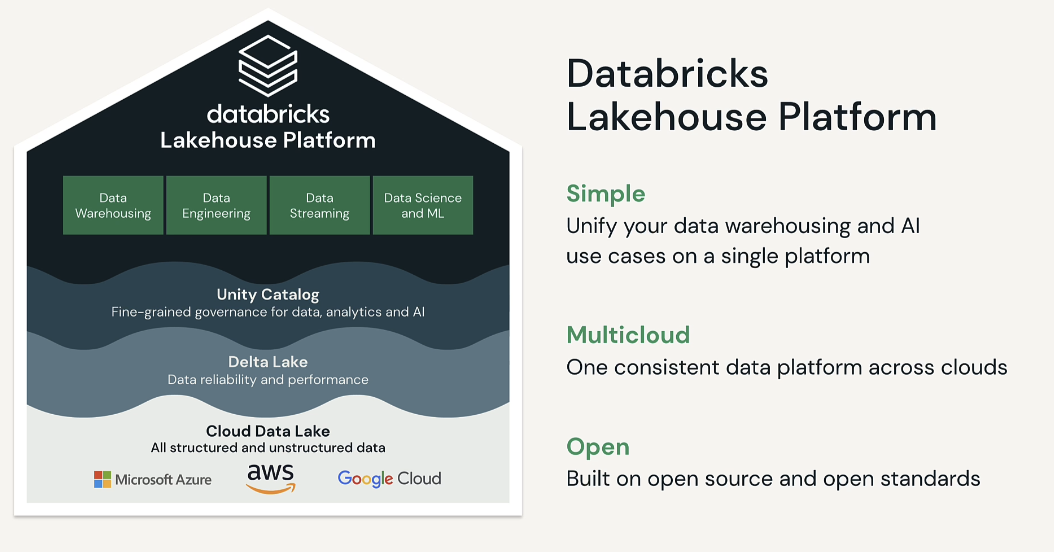 databricks
Lakehouse Platform
Data
Warehousing
Data
Engineering
Data
Streaming
Data Science
and ML
Unity Catalog
Fine-grained governance for data, analytics and AI
Delta Lake
Data reliability and performance
Cloud Data Lake
All structured and unstructured data
Microsoft Azure
aws
Google Cloud
Databricks
Lakehouse Platform
Simple
Unify your data warehousing and AI
use cases on a single platform
Multicloud
One consistent data platform across clouds
Open
Built on open source and open standards